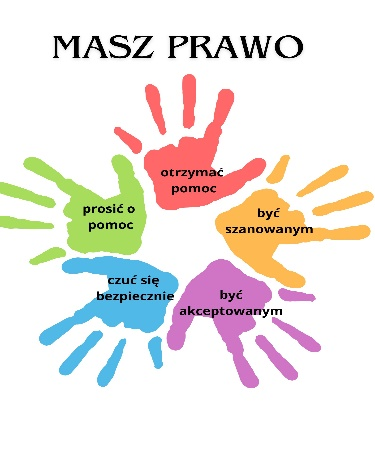 MASZ PRAWO
otrzymać
pomoc
prosić o
pomoc
być
szanowanym
czuć się
bezpiecznie
być
akceptowanym